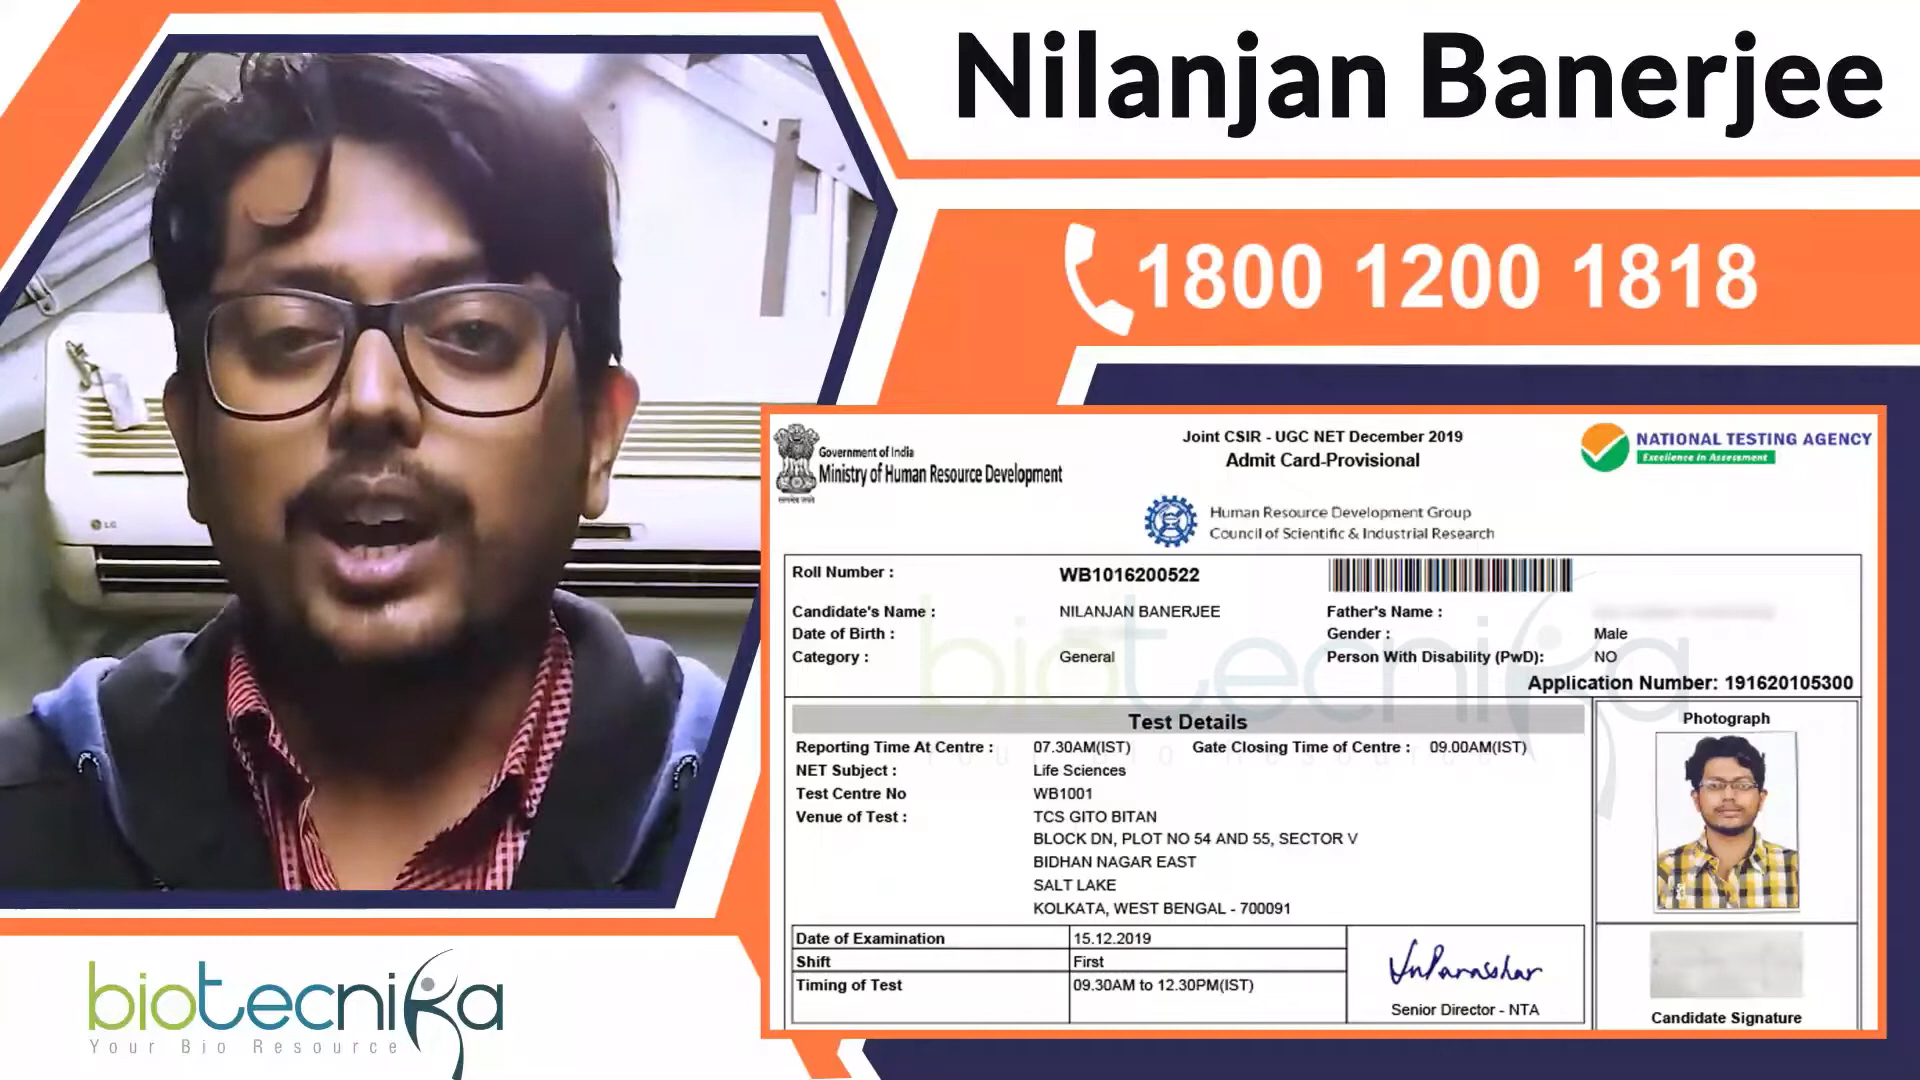 Nilanjan Banerjee
1800 1200 1818
LG
Government of India
Ministry of Human Resource Development
Joint CSIR - UGC NET December 2019
Admit Card-Provisional
NATIONAL TESTING AGENCY
Excellence in Assessment
Human Resource Development Group
Council of Scientific & Industrial Research
Roll Number : WB1016200522
Candidate's Name : NILANJAN BANERJEE Father's Name :
Date of Birth : Gender : Male
Category : General Person With Disability (PwD): NO
Application Number: 191620105300
Test Details
Photograph
Reporting Time At Centre : 07.30AM(IST) Gate Closing Time of Centre : 09.00AM(IST)
NET Subject : Life Sciences
Test Centre No WB1001
Venue of Test : TCS GITO BITAN
BLOCK DN, PLOT NO 54 AND 55, SECTOR V
BIDHAN NAGAR EAST
SALT LAKE
KOLKATA, WEST BENGAL - 700091
Date of Examination 15.12.2019
Shift First
Timing of Test 09.30AM to 12.30PM(IST)
Senior Director - NTA
Candidate Signature
biotecnika
Your Bio Resource
biotecnika
Your Bio Resource